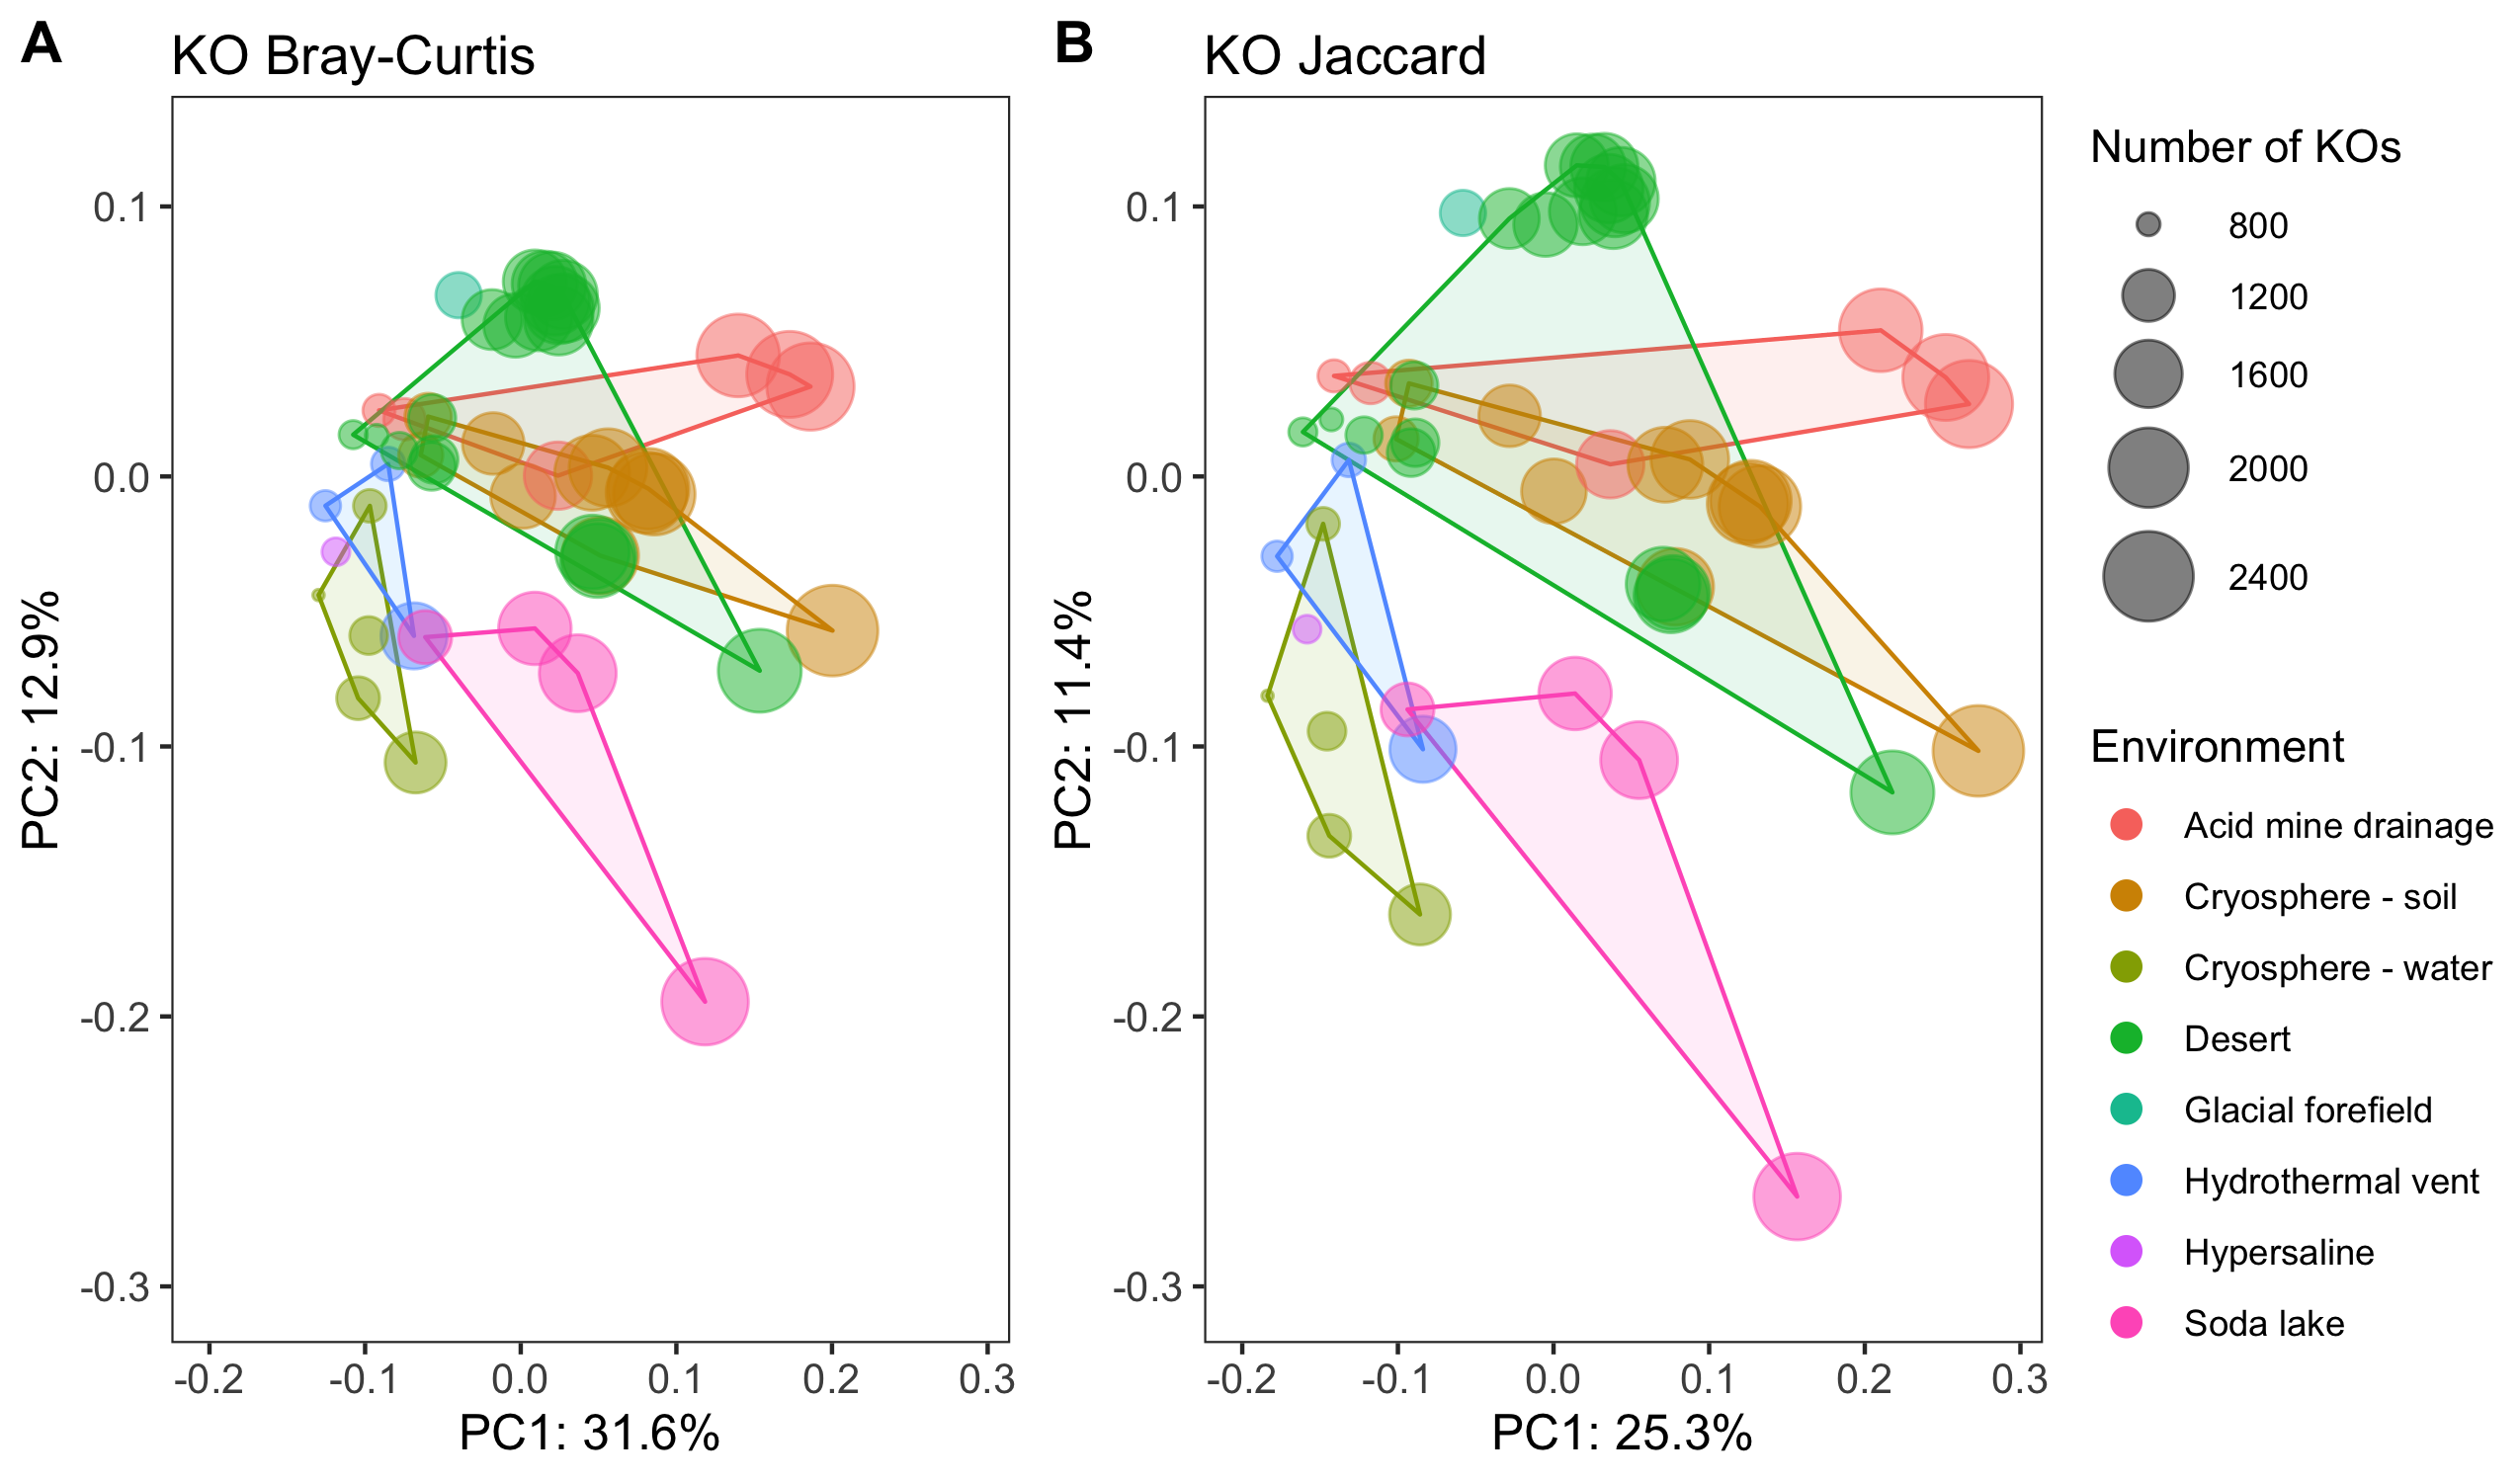 A
KO Bray-Curtis
0.1
0.0
-0.1
-0.2
-0.3
PC2: 12.9%
-0.2 -0.1 0.0 0.1 0.2 0.3
PC1: 31.6%
B
KO Jaccard
0.1
0.0
-0.1
-0.2
-0.3
PC2: 11.4%
-0.2 -0.1 0.0 0.1 0.2 0.3
PC1: 25.3%
Number of KOs
800
1200
1600
2000
2400
Environment
Acid mine drainage
Cryosphere - soil
Cryosphere - water
Desert
Glacial forefield
Hydrothermal vent
Hypersaline
Soda lake